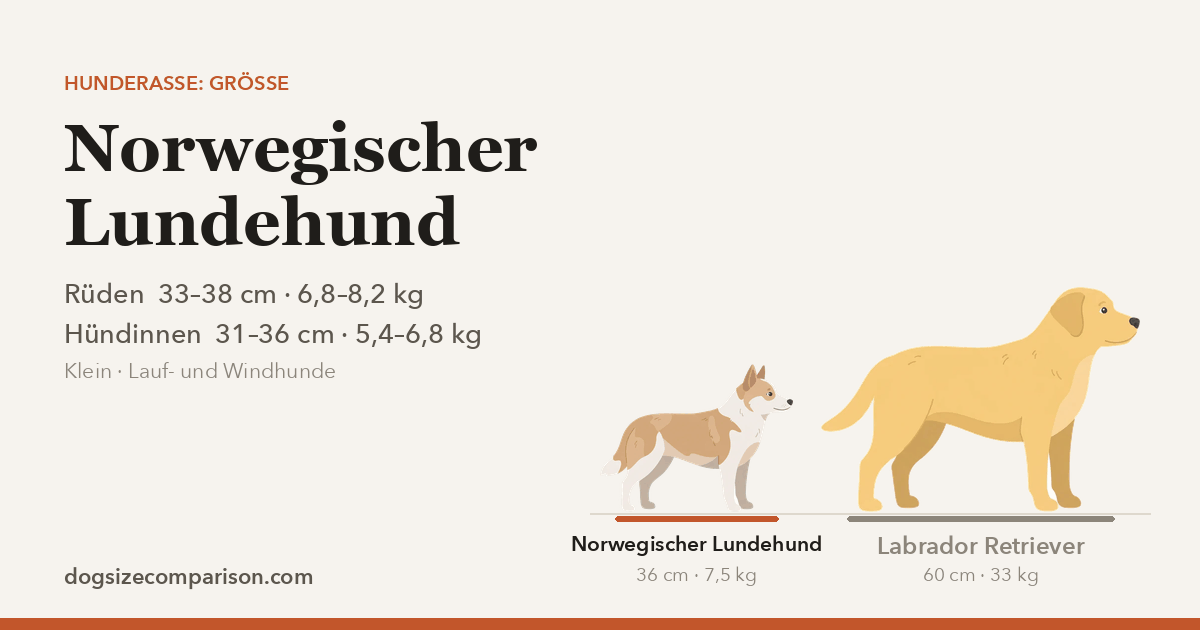 HUNDERASSE: GRÖSSE
Norwegischer
Lundehund
Rüden 33–38 cm · 6,8–8,2 kg
Hündinnen 31–36 cm · 5,4–6,8 kg
Klein · Lauf- und Windhunde
Norwegischer Lundehund
36 cm · 7,5 kg
Labrador Retriever
60 cm · 33 kg
dogsizecomparison.com